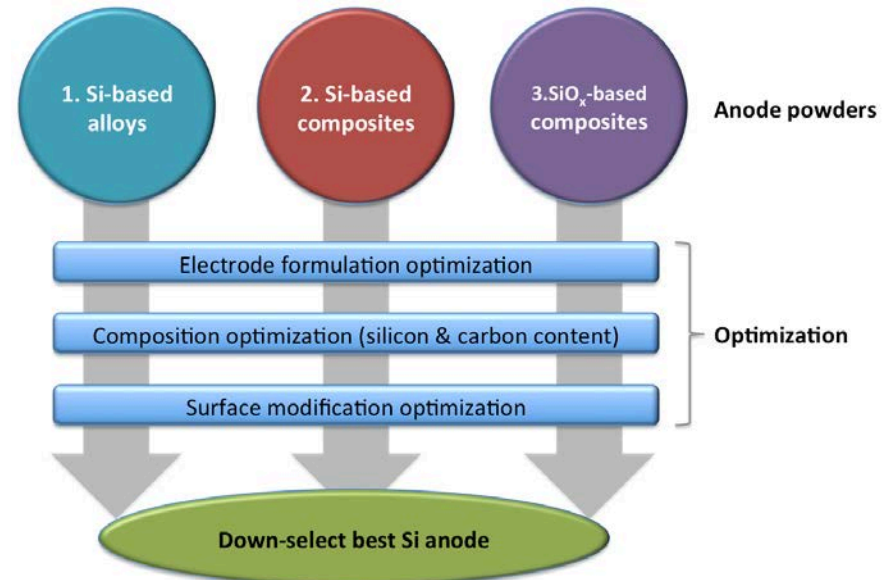 1. Si-based
alloys
2. Si-based
composites
3.SiOₓ-based
composites
Anode powders
Electrode formulation optimization
Composition optimization (silicon & carbon content)
Optimization
Surface modification optimization
Down-select best Si anode